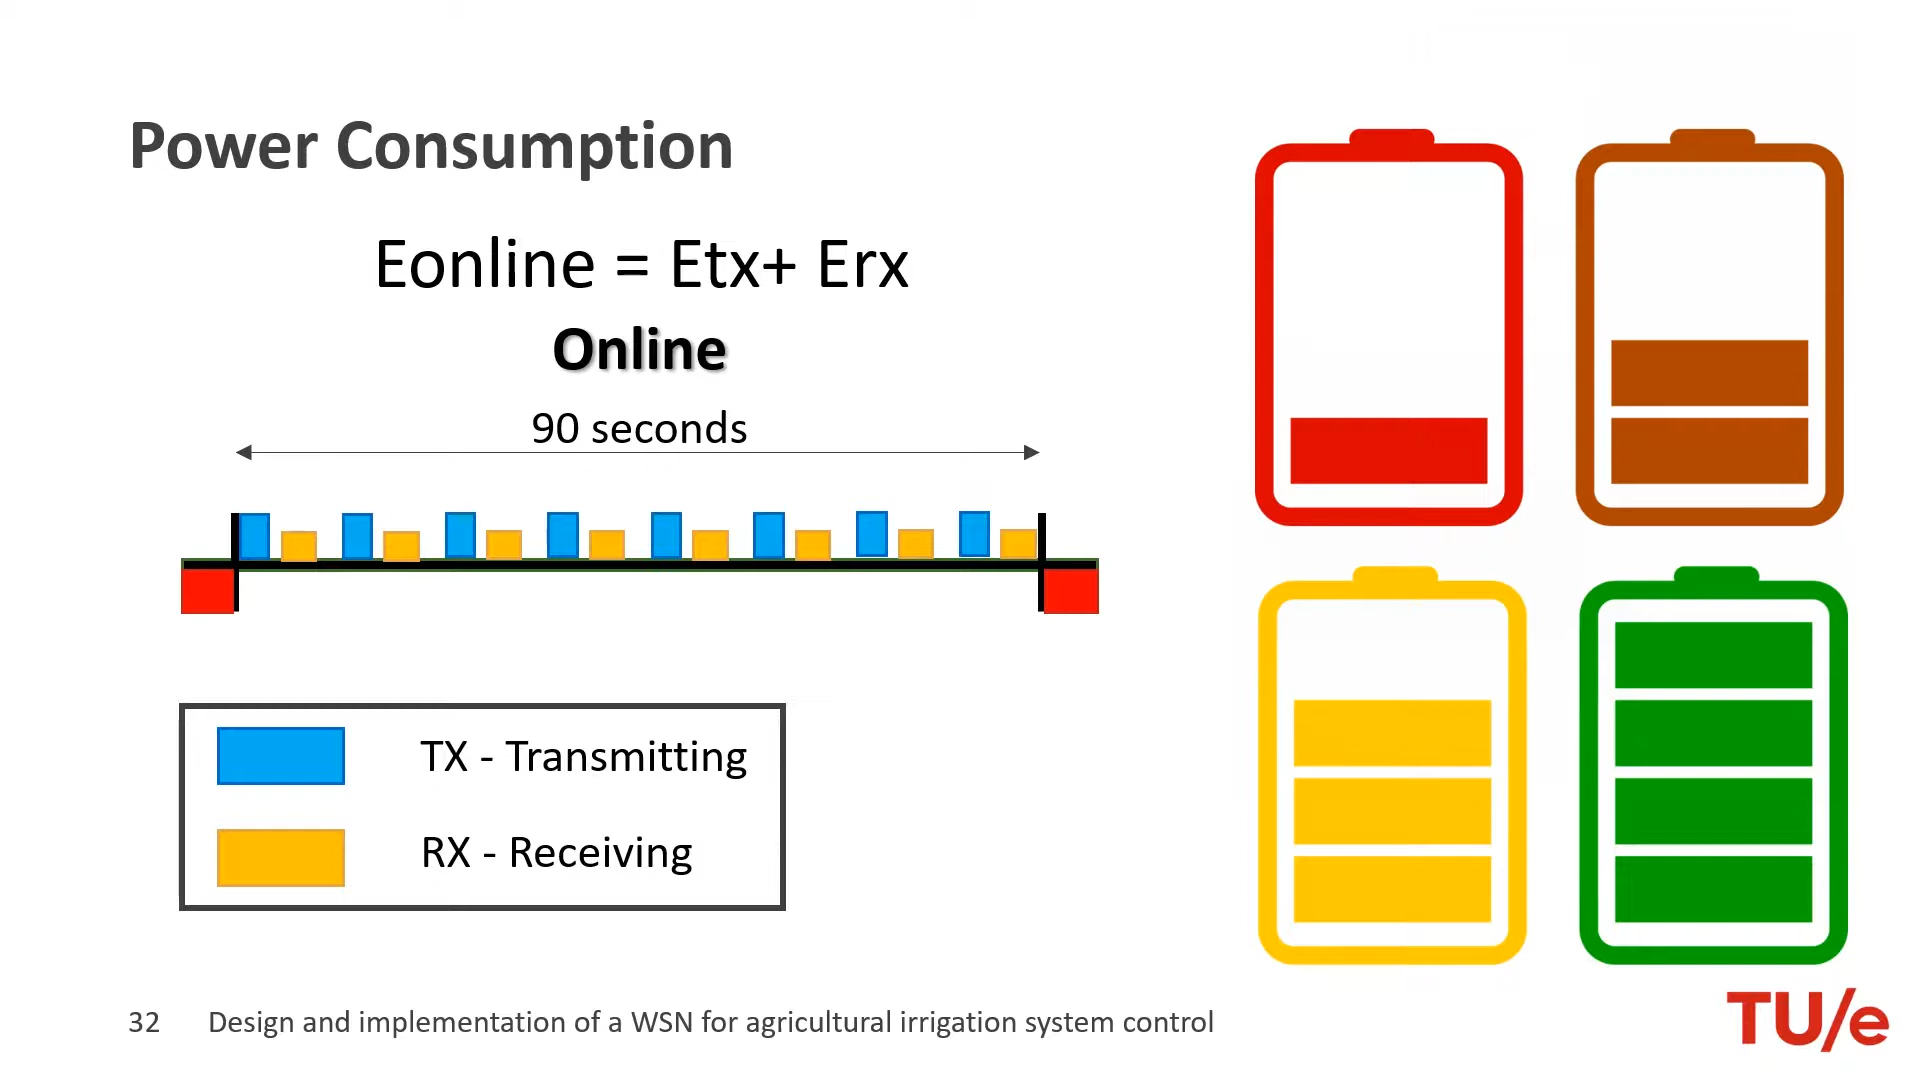 Power Consumption
Eonline = Etx+ Erx
Online
90 seconds
TX - Transmitting
RX - Receiving
32 Design and implementation of a WSN for agricultural irrigation system control
TU/e